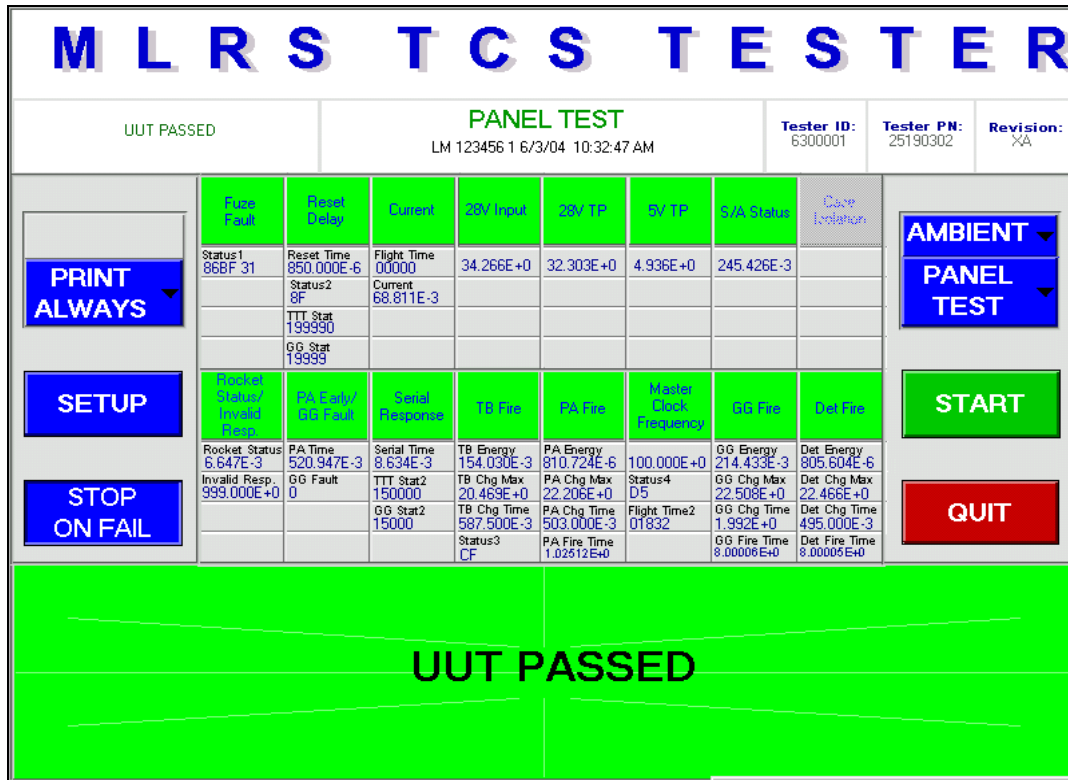 MLRS TCS TESTER
UUT PASSED
PANEL TEST
LM 123456 1 6/3/04 10:32:47 AM
Tester ID:
6300001
Tester PN:
25190302
Revision:
XA
PRINT
ALWAYS
SETUP
STOP
ON FAIL
Fuze
Fault
Reset
Delay
Current
28V Input
28V TP
5V TP
S/A Status
Case
Isolation
Status1
86BF 31
Reset Time
850.000E-6
Flight Time
00000
34.266E+0
32.303E+0
4.936E+0
245.426E-3
Status2
8F
Current
68.811E-3
TTT Stat
199990
GG Stat
19999
Rocket
Status/
Invalid
Resp.
PA Early/
GG Fault
Serial
Response
TB Fire
PA Fire
Master
Clock
Frequency
GG Fire
Det Fire
Rocket Status
6.647E-3
PA Time
520.947E-3
Serial Time
8.634E-3
TB Energy
154.030E-3
PA Energy
810.724E-6
100.000E+0
GG Energy
214.433E-3
Det Energy
805.604E-6
Invalid Resp.
999.000E+0
GG Fault
0
TTT Stat2
150000
TB Chg Max
20.469E+0
PA Chg Max
22.206E+0
Status4
D5
GG Chg Max
22.508E+0
Det Chg Max
22.466E+0
GG Stat2
15000
TB Chg Time
587.500E-3
PA Chg Time
503.000E-3
Flight Time2
01832
GG Chg Time
1.992E+0
Det Chg Time
495.000E-3
Status3
CF
PA Fire Time
1.02512E+0
GG Fire Time
8.00006E+0
Det Fire Time
8.00005E+0
AMBIENT
PANEL
TEST
START
QUIT
UUT PASSED